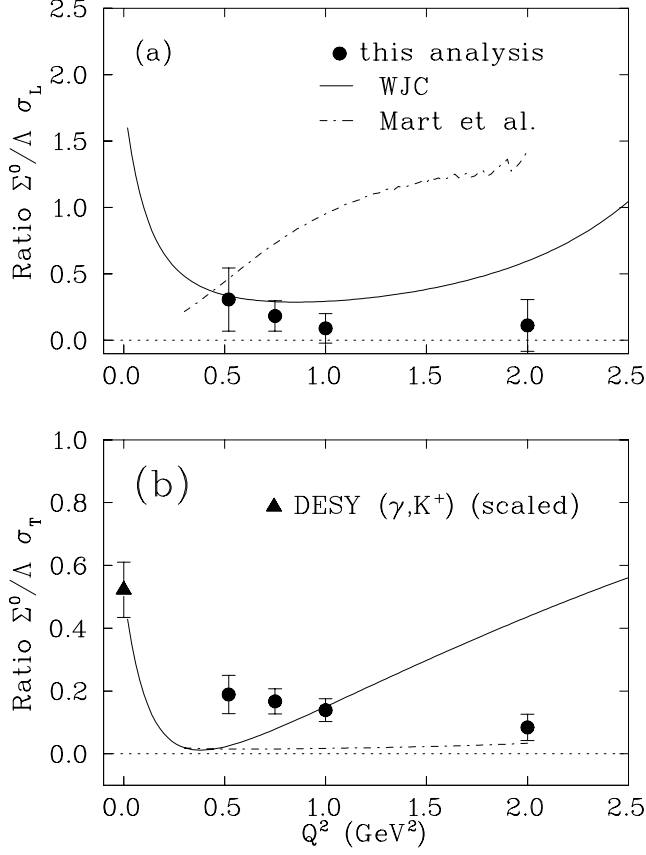 2.5
2.0
1.5
1.0
0.5
0.0
Ratio Σ⁰/Λ σ_L
(a)
this analysis
WJC
Mart et al.
0.0 0.5 1.0 1.5 2.0 2.5
1.0
0.8
0.6
0.4
0.2
0.0
Ratio Σ⁰/Λ σ_T
(b)
DESY (γ,K⁺) (scaled)
0.0 0.5 1.0 1.5 2.0 2.5
Q² (GeV²)